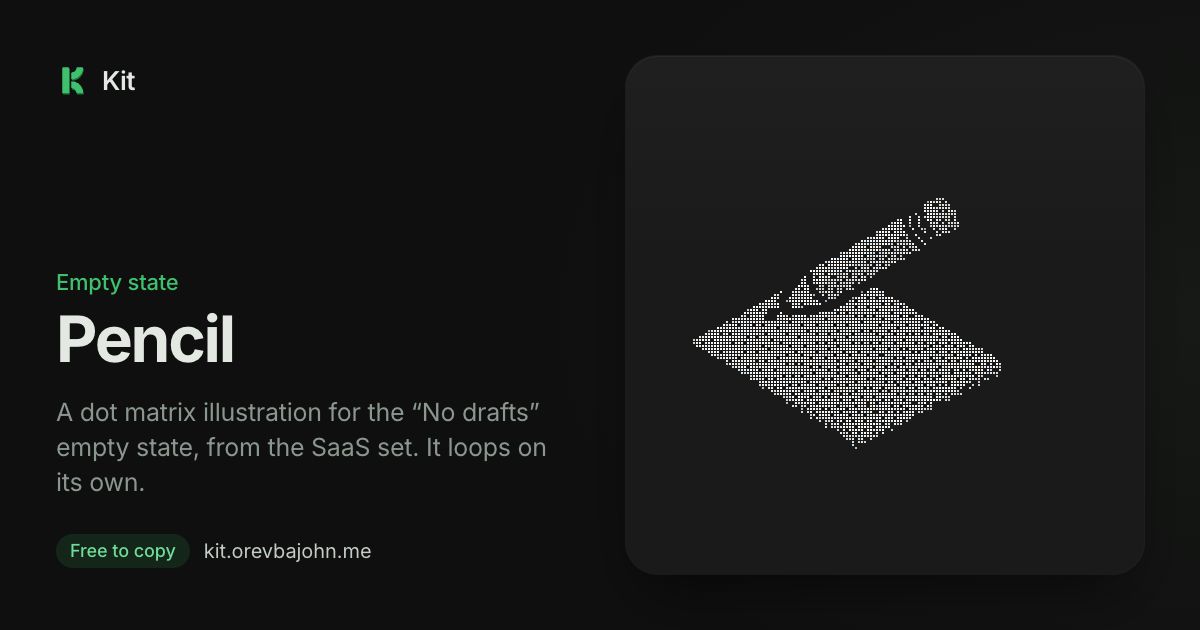 Kit
Empty state
Pencil
A dot matrix illustration for the “No drafts”
empty state, from the SaaS set. It loops on
its own.
Free to copy
kit.orevbajohn.me